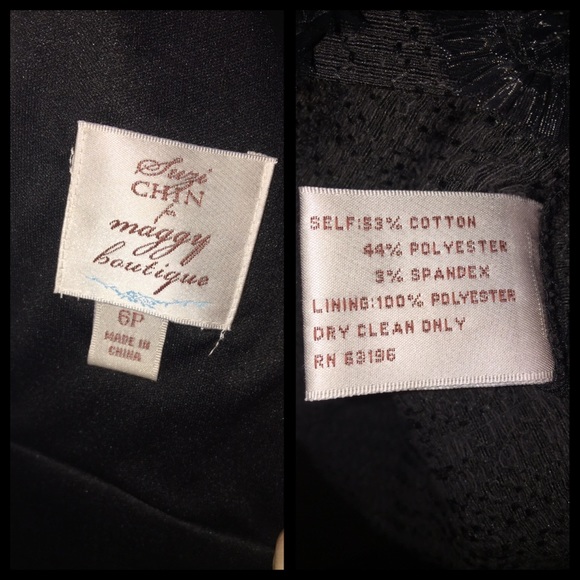 Suzi
CHIN
for
maggy
boutique
6P
MADE IN
CHINA
SELF:53% COTTON
44% POLYESTER
3% SPANDEX
LINING:100% POLYESTER
DRY CLEAN ONLY
RN 63196